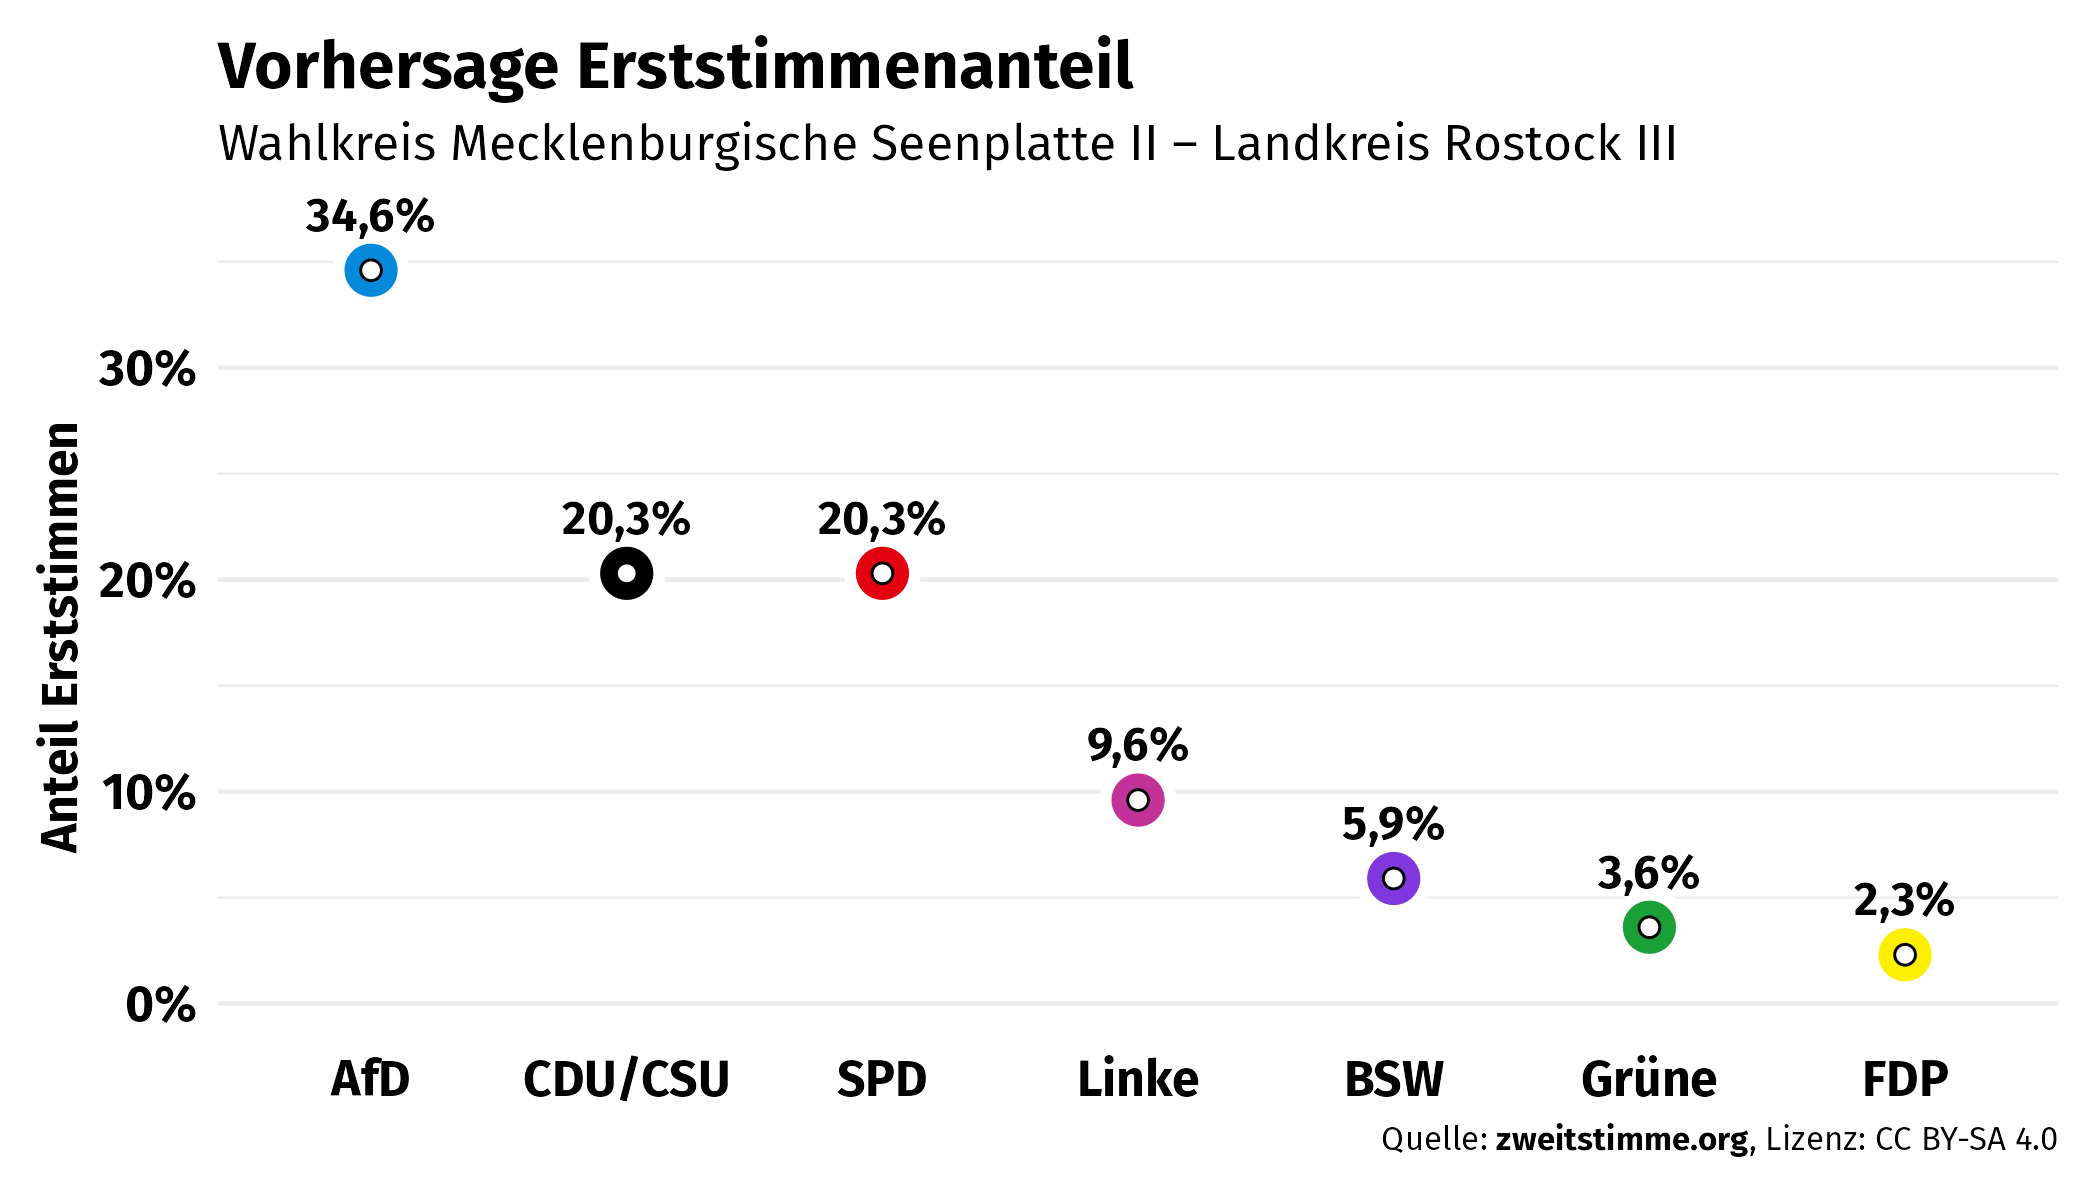 Vorhersage Erststimmenanteil
Wahlkreis Mecklenburgische Seenplatte II – Landkreis Rostock III
34,6%
30%
20,3%
20,3%
20%
9,6%
10%
5,9%
3,6%
2,3%
0%
Anteil Erststimmen
AfD
CDU/CSU
SPD
Linke
BSW
Grüne
FDP
Quelle: zweitstimme.org, Lizenz: CC BY-SA 4.0